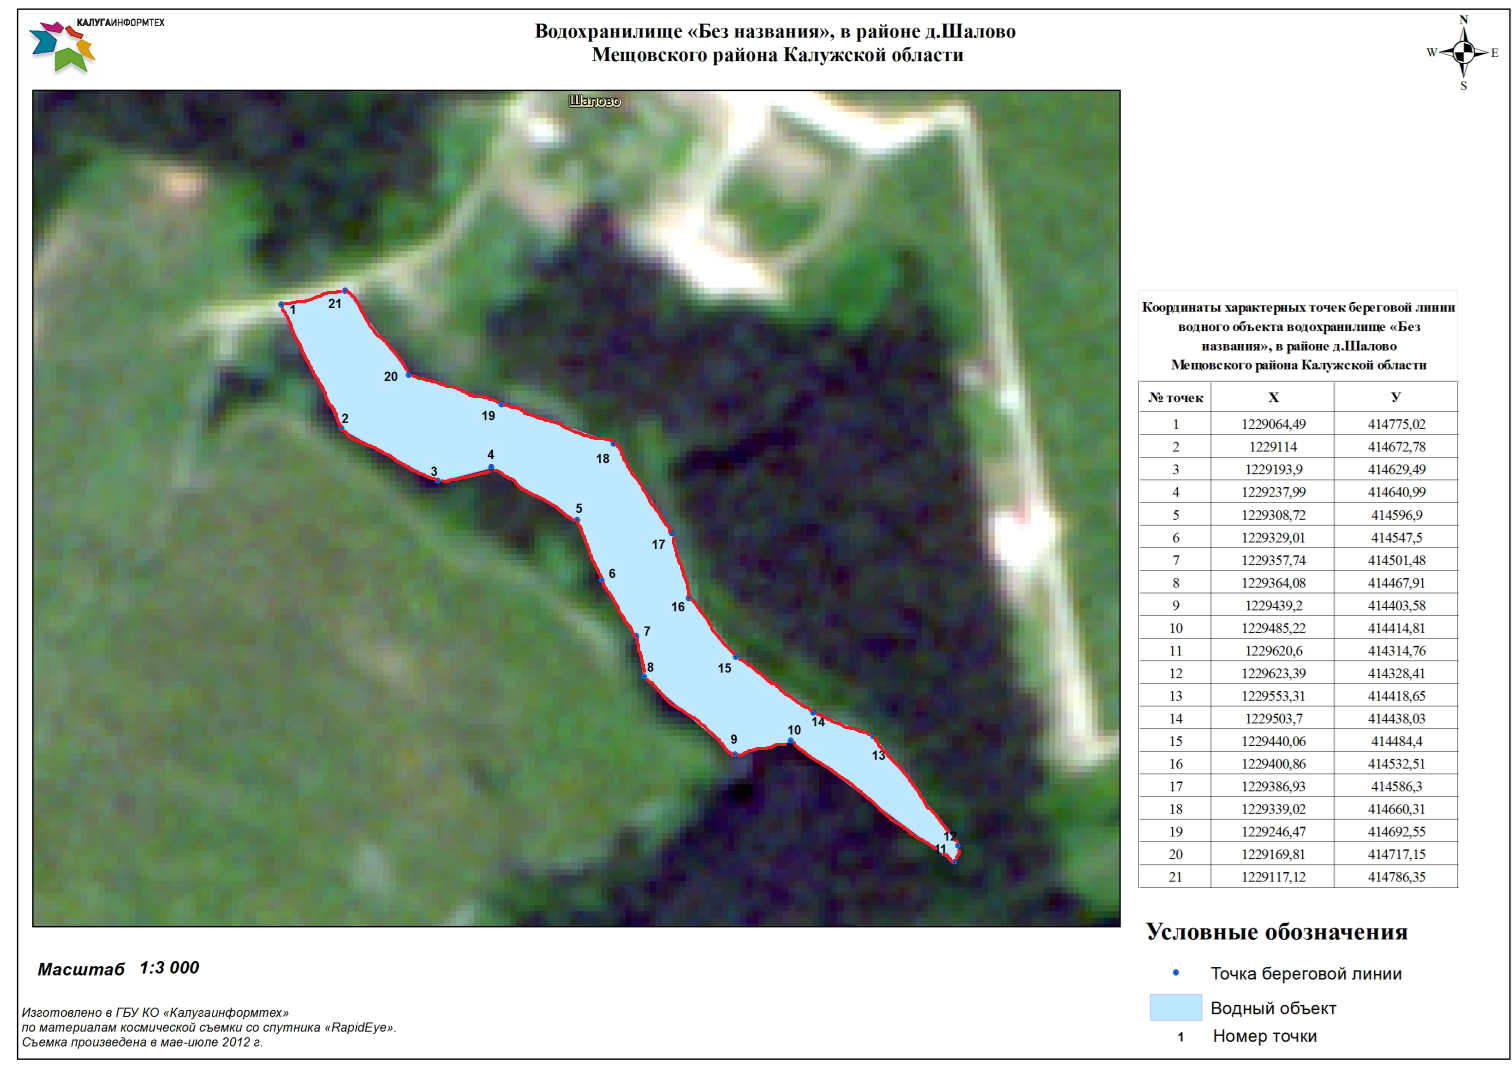 КАЛУГАИНФОРМТЕХ
Водохранилище «Без названия», в районе д.Шалово
Мещовского района Калужской области
N
W E
S
Шалово
1
21
20
2
19
18
3
4
5
17
6
16
7
8
15
14
9
10
13
12
11
Координаты характерных точек береговой линии
водного объекта водохранилище «Без
названия», в районе д.Шалово
Мещовского района Калужской области
№ точек X У
1 1229064,49 414775,02
2 1229114 414672,78
3 1229193,9 414629,49
4 1229237,99 414640,99
5 1229308,72 414596,9
6 1229329,01 414547,5
7 1229357,74 414501,48
8 1229364,08 414467,91
9 1229439,2 414403,58
10 1229485,22 414414,81
11 1229620,6 414314,76
12 1229623,39 414328,41
13 1229553,31 414418,65
14 1229503,7 414438,03
15 1229440,06 414484,4
16 1229400,86 414532,51
17 1229386,93 414586,3
18 1229339,02 414660,31
19 1229246,47 414692,55
20 1229169,81 414717,15
21 1229117,12 414786,35
Условные обозначения
Точка береговой линии
Водный объект
1 Номер точки
Масштаб 1:3 000
Изготовлено в ГБУ КО «Калугаинформтех»
по материалам космической съемки со спутника «RapidEye».
Съемка произведена в мае-июле 2012 г.